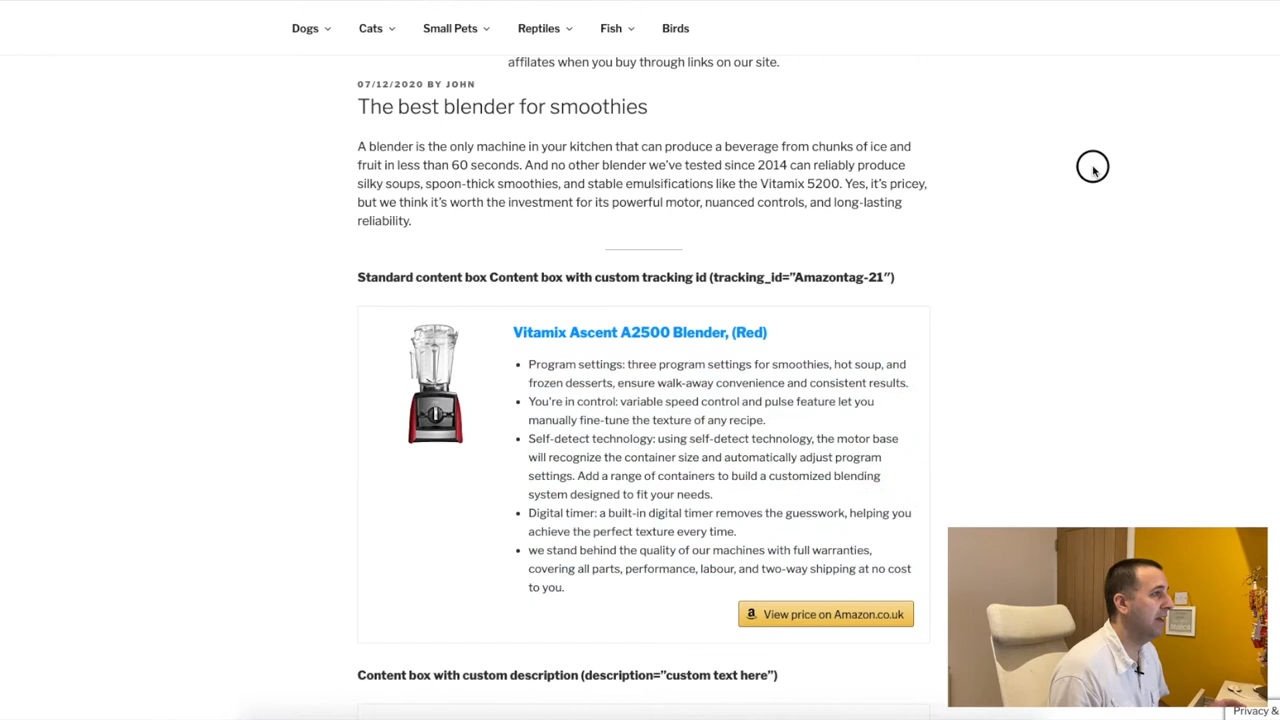 Dogs
Cats
Small Pets
Reptiles
Fish
Birds
affilates when you buy through links on our site.
07/12/2020 BY JOHN
The best blender for smoothies
A blender is the only machine in your kitchen that can produce a beverage from chunks of ice and
fruit in less than 60 seconds. And no other blender we’ve tested since 2014 can reliably produce
silky soups, spoon-thick smoothies, and stable emulsifications like the Vitamix 5200. Yes, it’s pricey,
but we think it’s worth the investment for its powerful motor, nuanced controls, and long-lasting
reliability.
Standard content box Content box with custom tracking id (tracking_id=”Amazontag-21″)
Vitamix Ascent A2500 Blender, (Red)
• Program settings: three program settings for smoothies, hot soup, and
frozen desserts, ensure walk-away convenience and consistent results.
• You're in control: variable speed control and pulse feature let you
manually fine-tune the texture of any recipe.
• Self-detect technology: using self-detect technology, the motor base
will recognize the container size and automatically adjust program
settings. Add a range of containers to build a customized blending
system designed to fit your needs.
• Digital timer: a built-in digital timer removes the guesswork, helping you
achieve the perfect texture every time.
• we stand behind the quality of our machines with full warranties,
covering all parts, performance, labour, and two-way shipping at no cost
to you.
View price on Amazon.co.uk
Content box with custom description (description=”custom text here”)
Privacy &